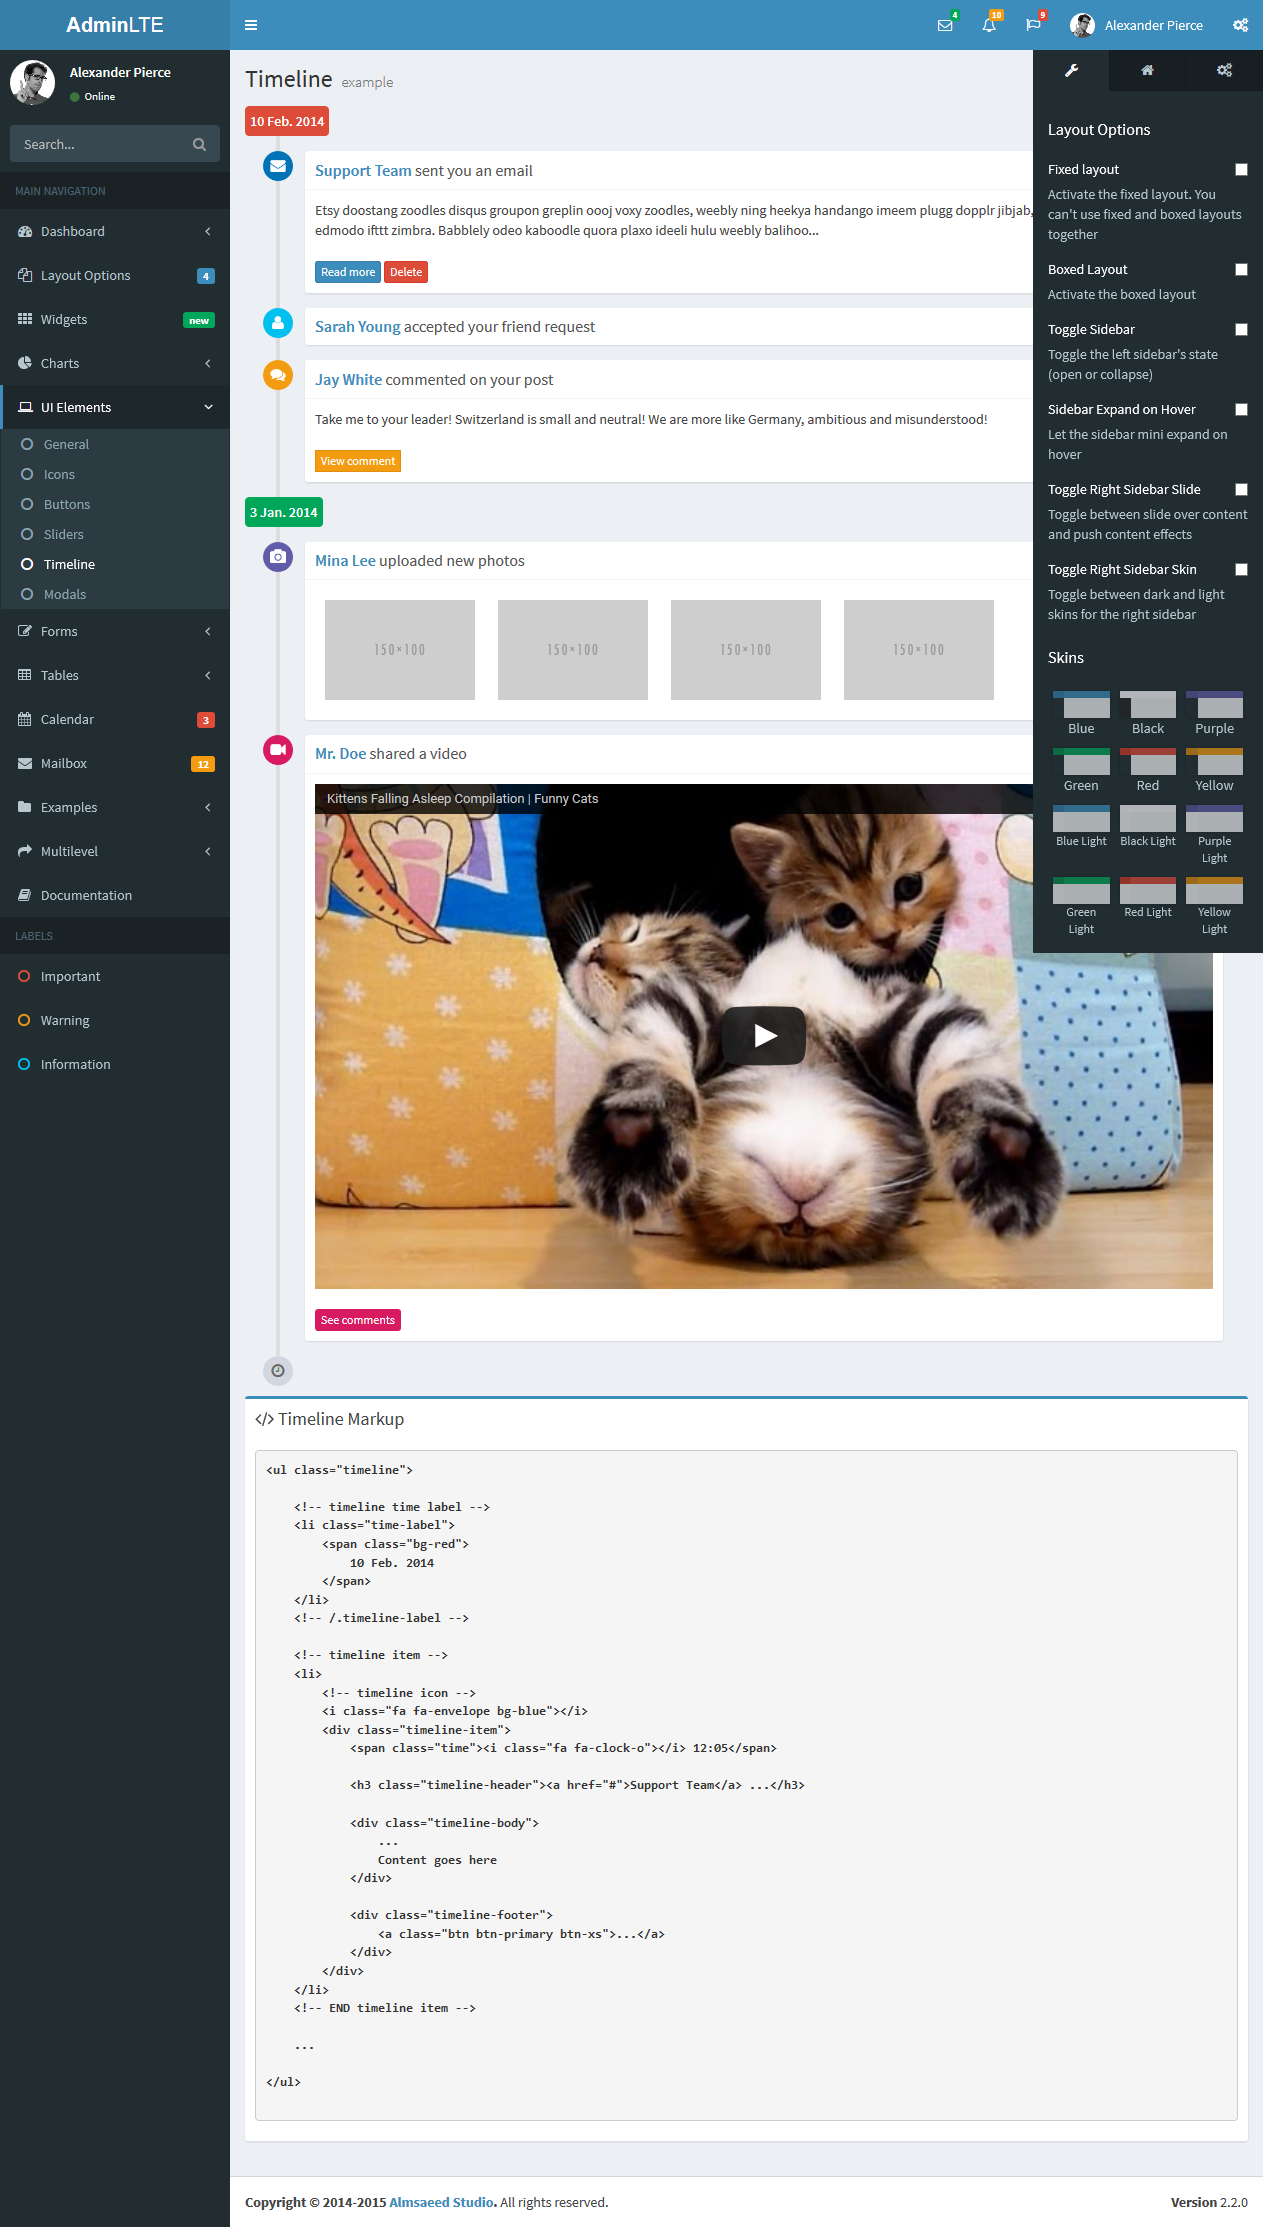 AdminLTE
4
10
9
Alexander Pierce
Alexander Pierce
Online
Search...
MAIN NAVIGATION
Dashboard
Layout Options
4
Widgets
new
Charts
UI Elements
General
Icons
Buttons
Sliders
Timeline
Modals
Forms
Tables
Calendar
3
Mailbox
12
Examples
Multilevel
Documentation
LABELS
Important
Warning
Information
Timeline example
10 Feb. 2014
Support Team sent you an email
Etsy doostang zoodles disqus groupon greplin oooj voxy zoodles, weebly ning heekya handango imeem plugg dopplr jibjab,
edmodo ifttt zimbra. Babblely odeo kaboodle quora plaxo ideeli hulu weebly balihoo...
Read more
Delete
Sarah Young accepted your friend request
Jay White commented on your post
Take me to your leader! Switzerland is small and neutral! We are more like Germany, ambitious and misunderstood!
View comment
3 Jan. 2014
Mina Lee uploaded new photos
150×100
150×100
150×100
150×100
Mr. Doe shared a video
Kittens Falling Asleep Compilation | Funny Cats
See comments
Layout Options
Fixed layout
Activate the fixed layout. You
can't use fixed and boxed layouts
together
Boxed Layout
Activate the boxed layout
Toggle Sidebar
Toggle the left sidebar's state
(open or collapse)
Sidebar Expand on Hover
Let the sidebar mini expand on
hover
Toggle Right Sidebar Slide
Toggle between slide over content
and push content effects
Toggle Right Sidebar Skin
Toggle between dark and light
skins for the right sidebar
Skins
Blue
Black
Purple
Green
Red
Yellow
Blue Light
Black Light
Purple
Light
Green
Light
Red Light
Yellow
Light
</> Timeline Markup
<ul class="timeline">
<!-- timeline time label -->
<li class="time-label">
<span class="bg-red">
10 Feb. 2014
</span>
</li>
<!-- /.timeline-label -->
<!-- timeline item -->
<li>
<!-- timeline icon -->
<i class="fa fa-envelope bg-blue"></i>
<div class="timeline-item">
<span class="time"><i class="fa fa-clock-o"></i> 12:05</span>
<h3 class="timeline-header"><a href="#">Support Team</a> ...</h3>
<div class="timeline-body">
...
Content goes here
</div>
<div class="timeline-footer">
<a class="btn btn-primary btn-xs">...</a>
</div>
</div>
</li>
<!-- END timeline item -->
...
</ul>
Copyright © 2014-2015 Almsaeed Studio. All rights reserved.
Version 2.2.0